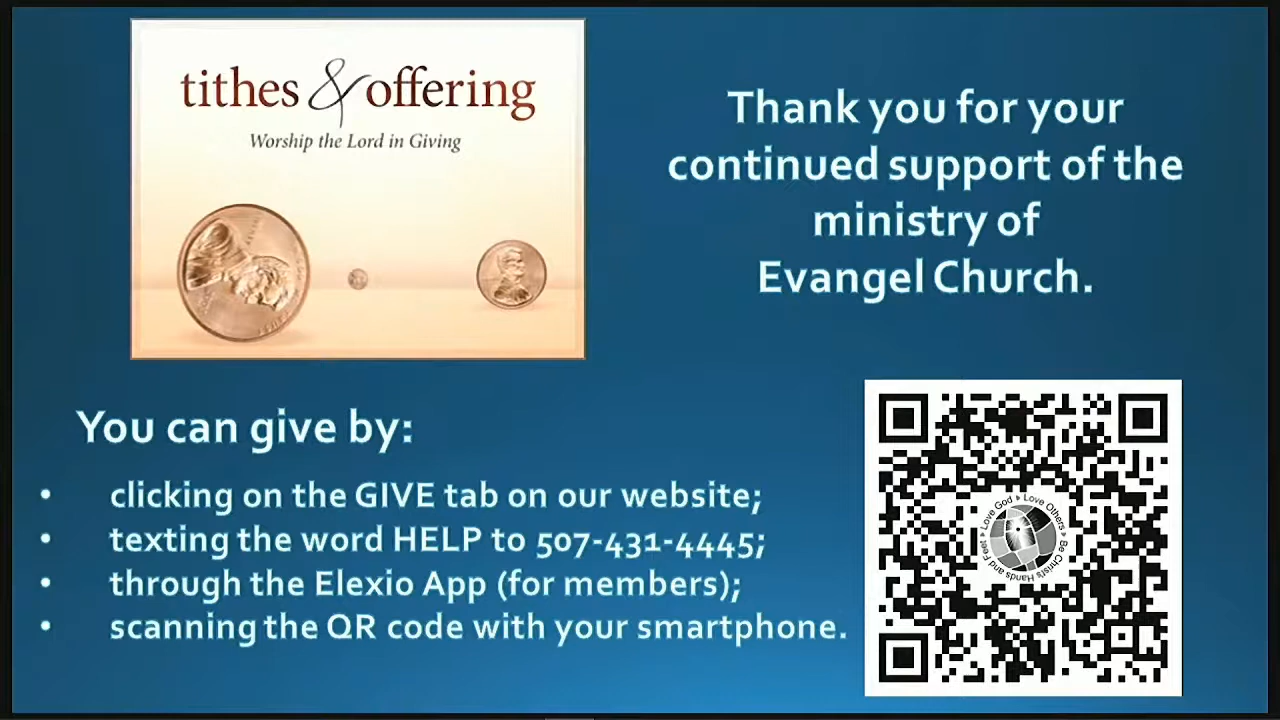 tithes & offering
Worship the Lord in Giving
Thank you for your
continued support of the
ministry of
Evangel Church.
You can give by:
• clicking on the GIVE tab on our website;
• texting the word HELP to 507-431-4445;
• through the Elexio App (for members);
• scanning the QR code with your smartphone.
Love God • Love Others • Be Christ's Hands and Feet •